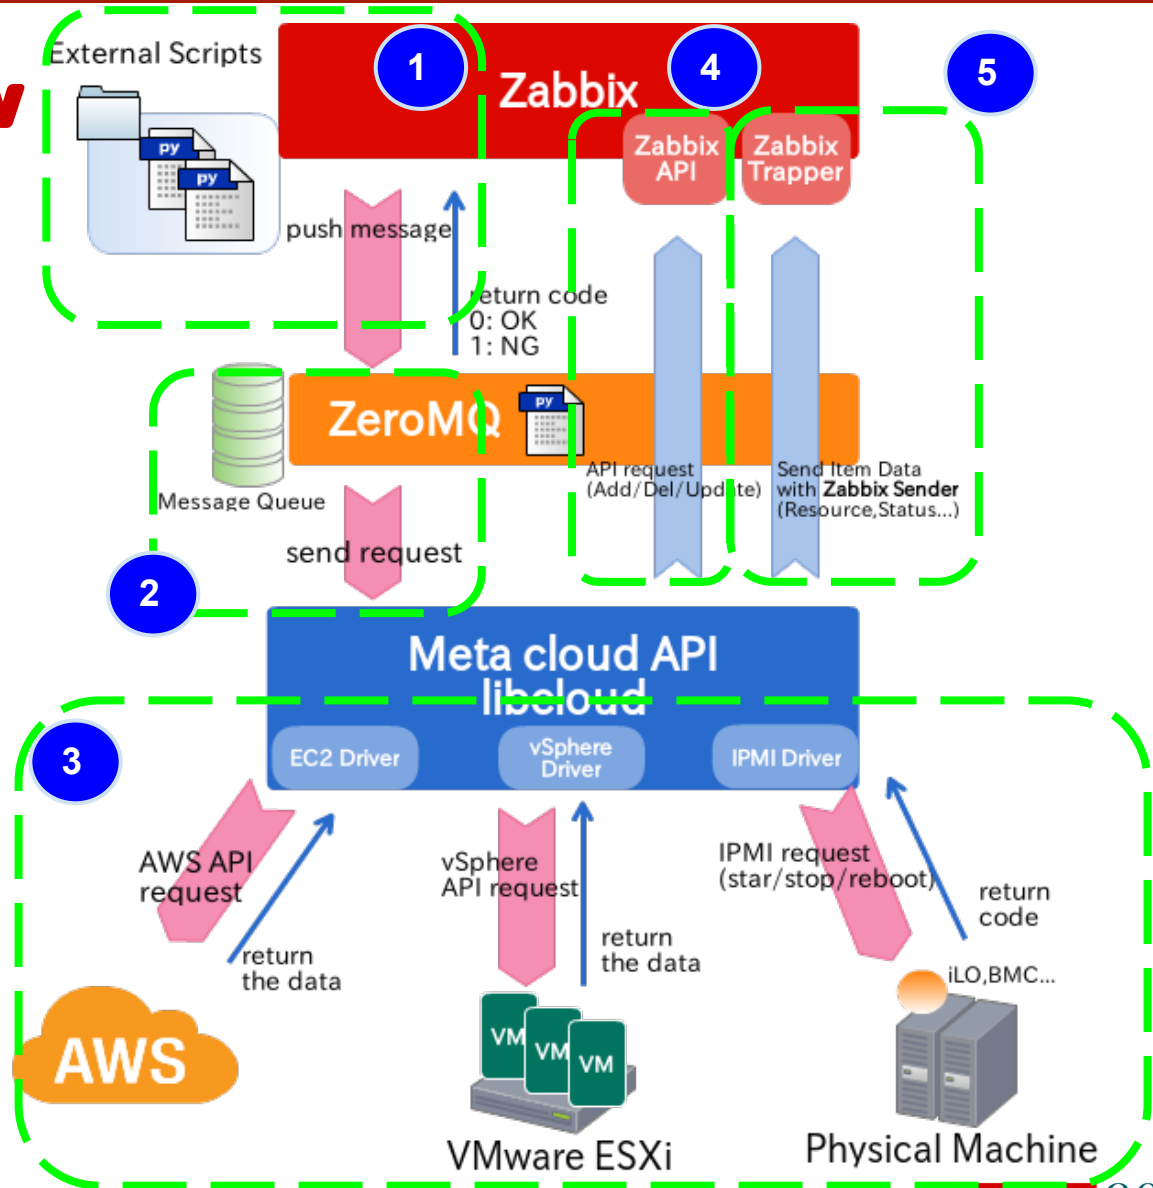 External Scripts
1
4
5
Zabbix
py
py
Zabbix
API
Zabbix
Trapper
push message
return code
0: OK
1: NG
ZeroMQ
py
Message Queue
API request
(Add/Del/Update)
Send Item Data
with Zabbix Sender
(Resource,Status...)
send request
2
Meta cloud API
libcloud
3
EC2 Driver
vSphere
Driver
IPMI Driver
AWS API
request
return
the data
vSphere
API request
return
the data
IPMI request
(star/stop/reboot)
return
code
iLO,BMC...
AWS
VM
VM
VM
VMware ESXi
Physical Machine